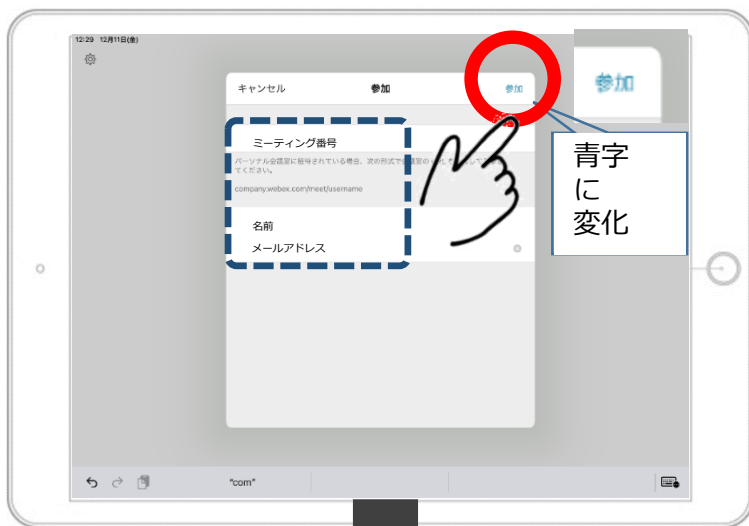 12:29 12月11日(金)
キャンセル
参加
参加
参加
ミーティング番号
パーソナル会議室に招待されている場合、次の形式で
てください。
company.webex.com/meet/username
名前
メールアドレス
青字
に
変化
"com"